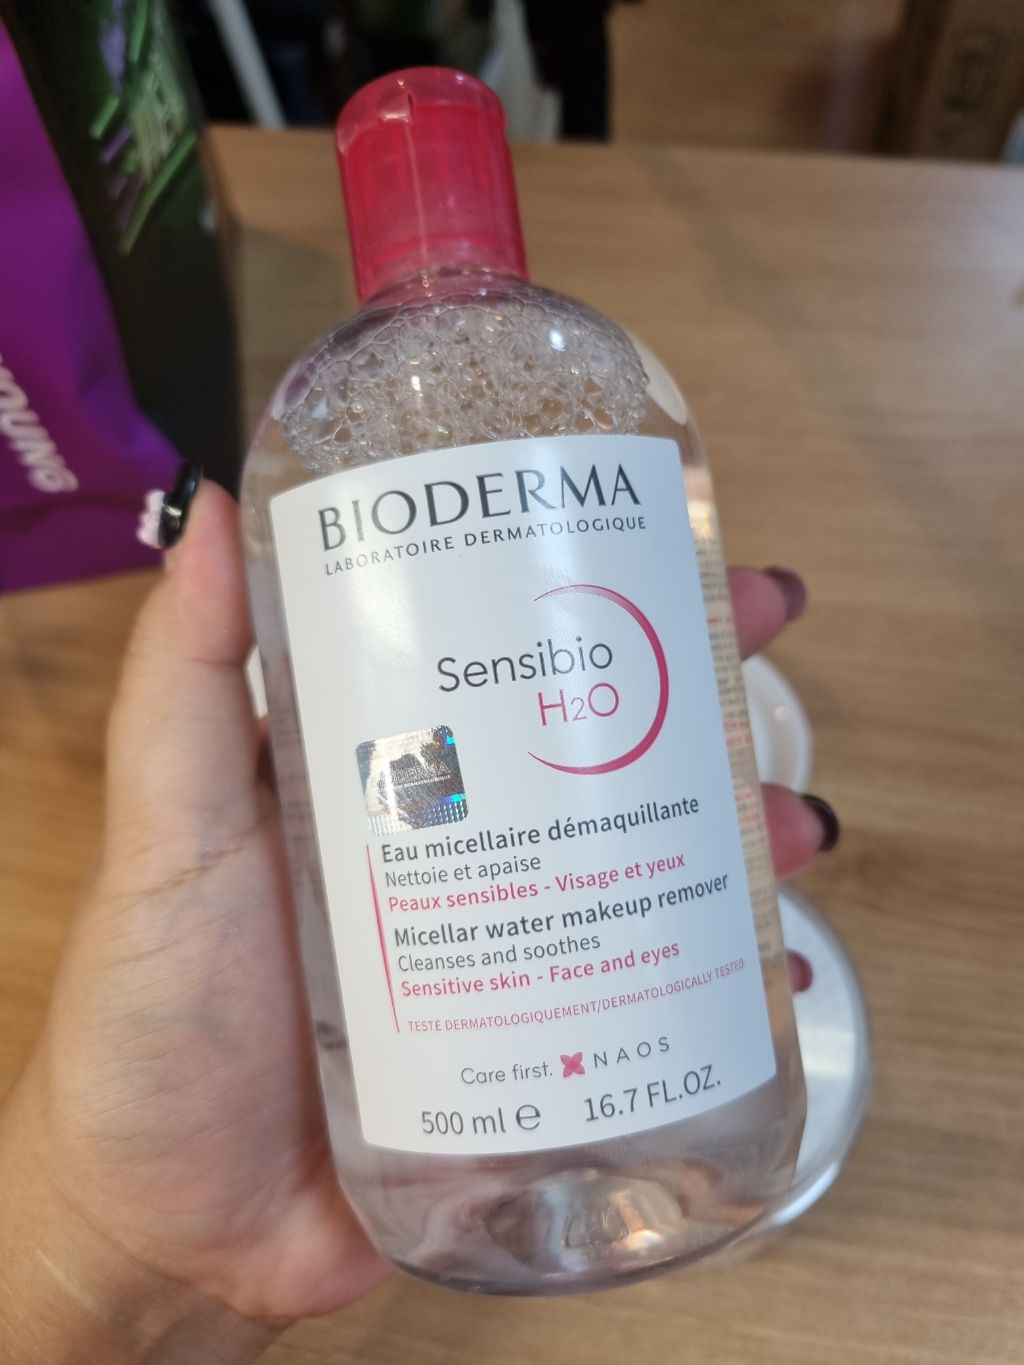 BIODERMA
LABORATOIRE DERMATOLOGIQUE
Sensibio
H2O
BIODERMA
Eau micellaire démaquillante
Nettoie et apaise
Peaux sensibles - Visage et yeux
Micellar water makeup remover
Cleanses and soothes
Sensitive skin - Face and eyes
TESTÉ DERMATOLOGIQUEMENT/DERMATOLOGICALLY TESTED
Care first. NAOS
500 ml ℮ 16.7 FL.OZ.
YOUNG